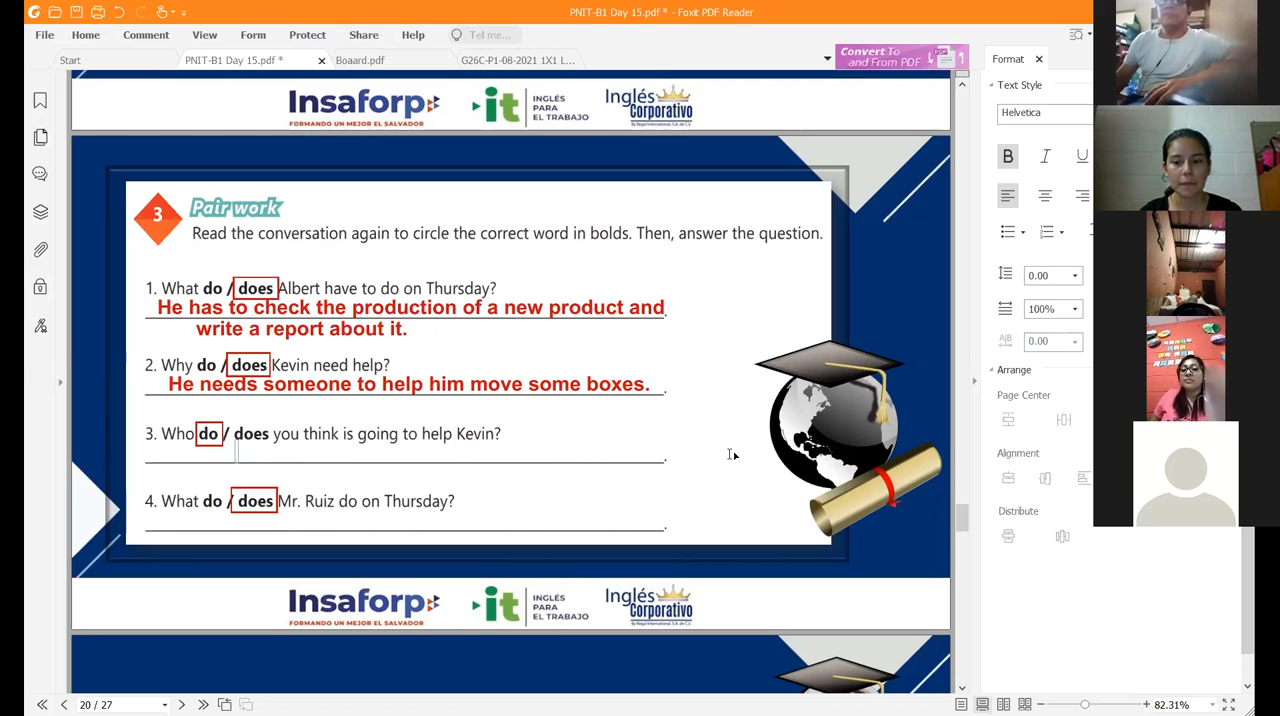 PNIT-B1 Day 15.pdf * - Foxit PDF Reader
File Home Comment View Form Protect Share Help Tell me...
Start PNIT-B1 Day 15.pdf * Boaard.pdf G26C-P1-08-2021 1X1 L...
Convert To
and From PDF
Format
Text Style
Helvetica
B I U
0.00
100%
0.00
Arrange
Page Center
Alignment
Distribute
Insaforp
FORMANDO UN MEJOR EL SALVADOR
it INGLÉS
PARA
EL TRABAJO
Inglés
Corporativo
By Regal International, S.A. de C.V.
3
Pair work
Read the conversation again to circle the correct word in bolds. Then, answer the question.
1. What do / does Albert have to do on Thursday?
He has to check the production of a new product and
write a report about it.
2. Why do / does Kevin need help?
He needs someone to help him move some boxes.
3. Who do / does you think is going to help Kevin?
4. What do / does Mr. Ruiz do on Thursday?
Insaforp
FORMANDO UN MEJOR EL SALVADOR
it INGLÉS
PARA
EL TRABAJO
Inglés
Corporativo
By Regal International, S.A. de C.V.
20 / 27
82.31%